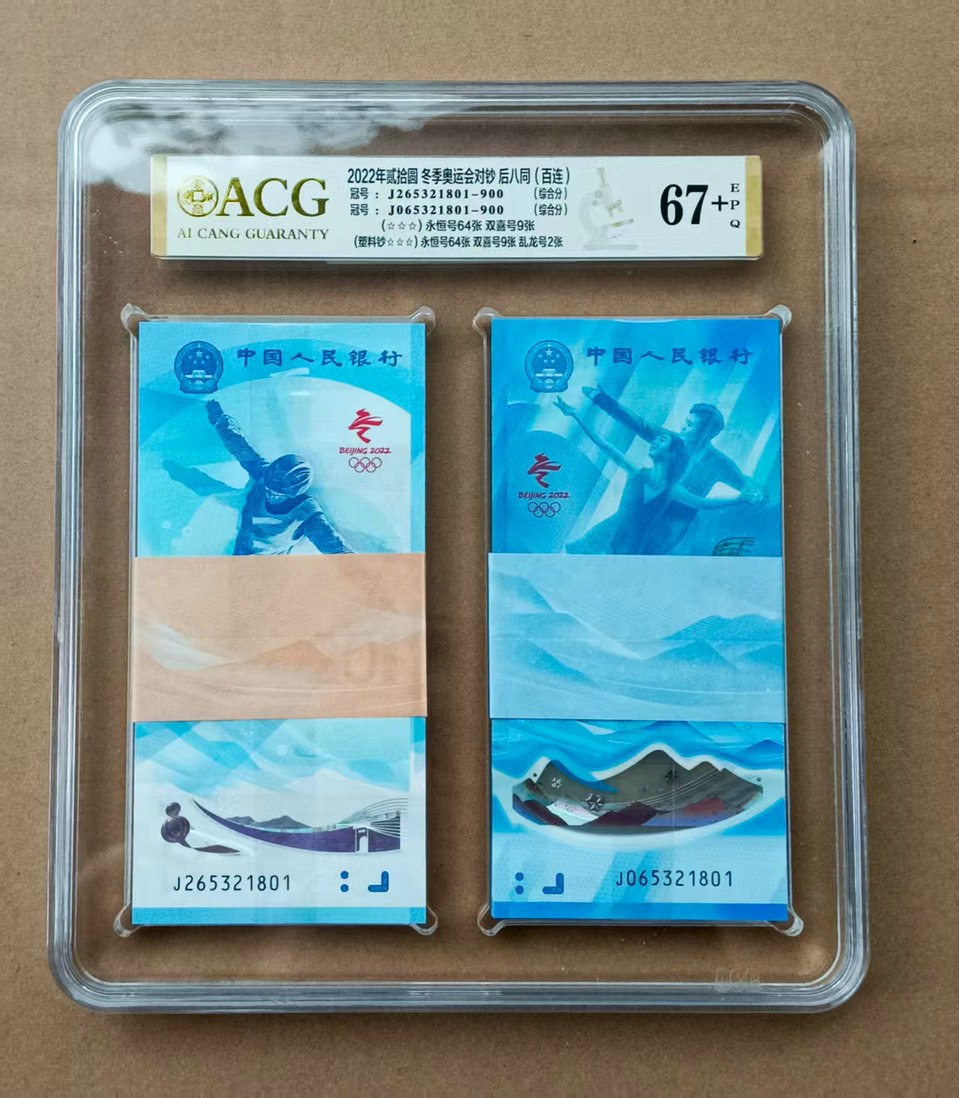 ACG
AI CANG GUARANTY
2022年贰拾圆 冬季奥运会对钞 后八同 ( 百连 )
冠号 : J265321801-900 (综合分)
冠号 : J065321801-900 (综合分)
(☆☆☆) 永恒号64张 双喜号9张
(塑料钞☆☆☆) 永恒号64张 双喜号9张 乱龙号2张
67+
EPQ
中国人民银行
BEIJING 2022
J265321801
中国人民银行
BEIJING 2022
J065321801